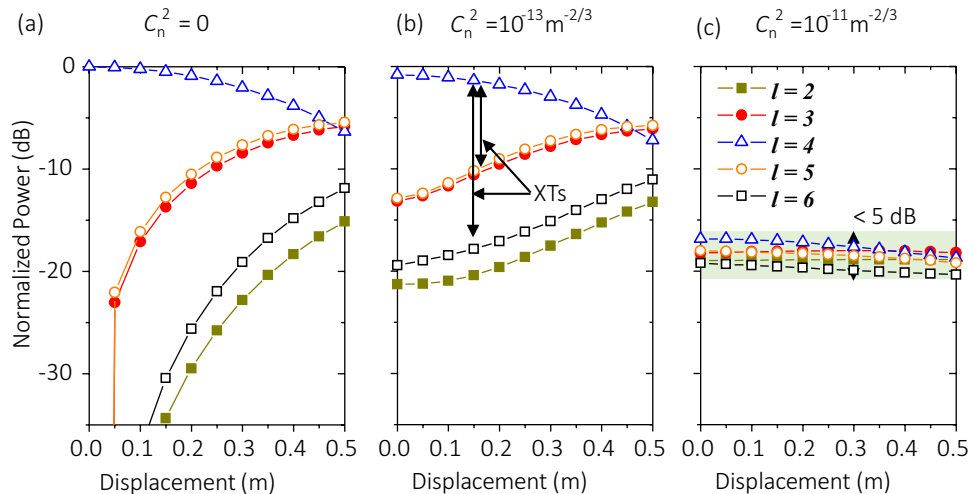 (a) C_n^2 = 0
(b) C_n^2 = 10^-13 m^-2/3
(c) C_n^2 = 10^-11 m^-2/3
Normalized Power (dB)
0
-10
-20
-30
XTs
l = 2
l = 3
l = 4
l = 5
l = 6
< 5 dB
0.0 0.1 0.2 0.3 0.4 0.5
0.0 0.1 0.2 0.3 0.4 0.5
0.0 0.1 0.2 0.3 0.4 0.5
Displacement (m)
Displacement (m)
Displacement (m)